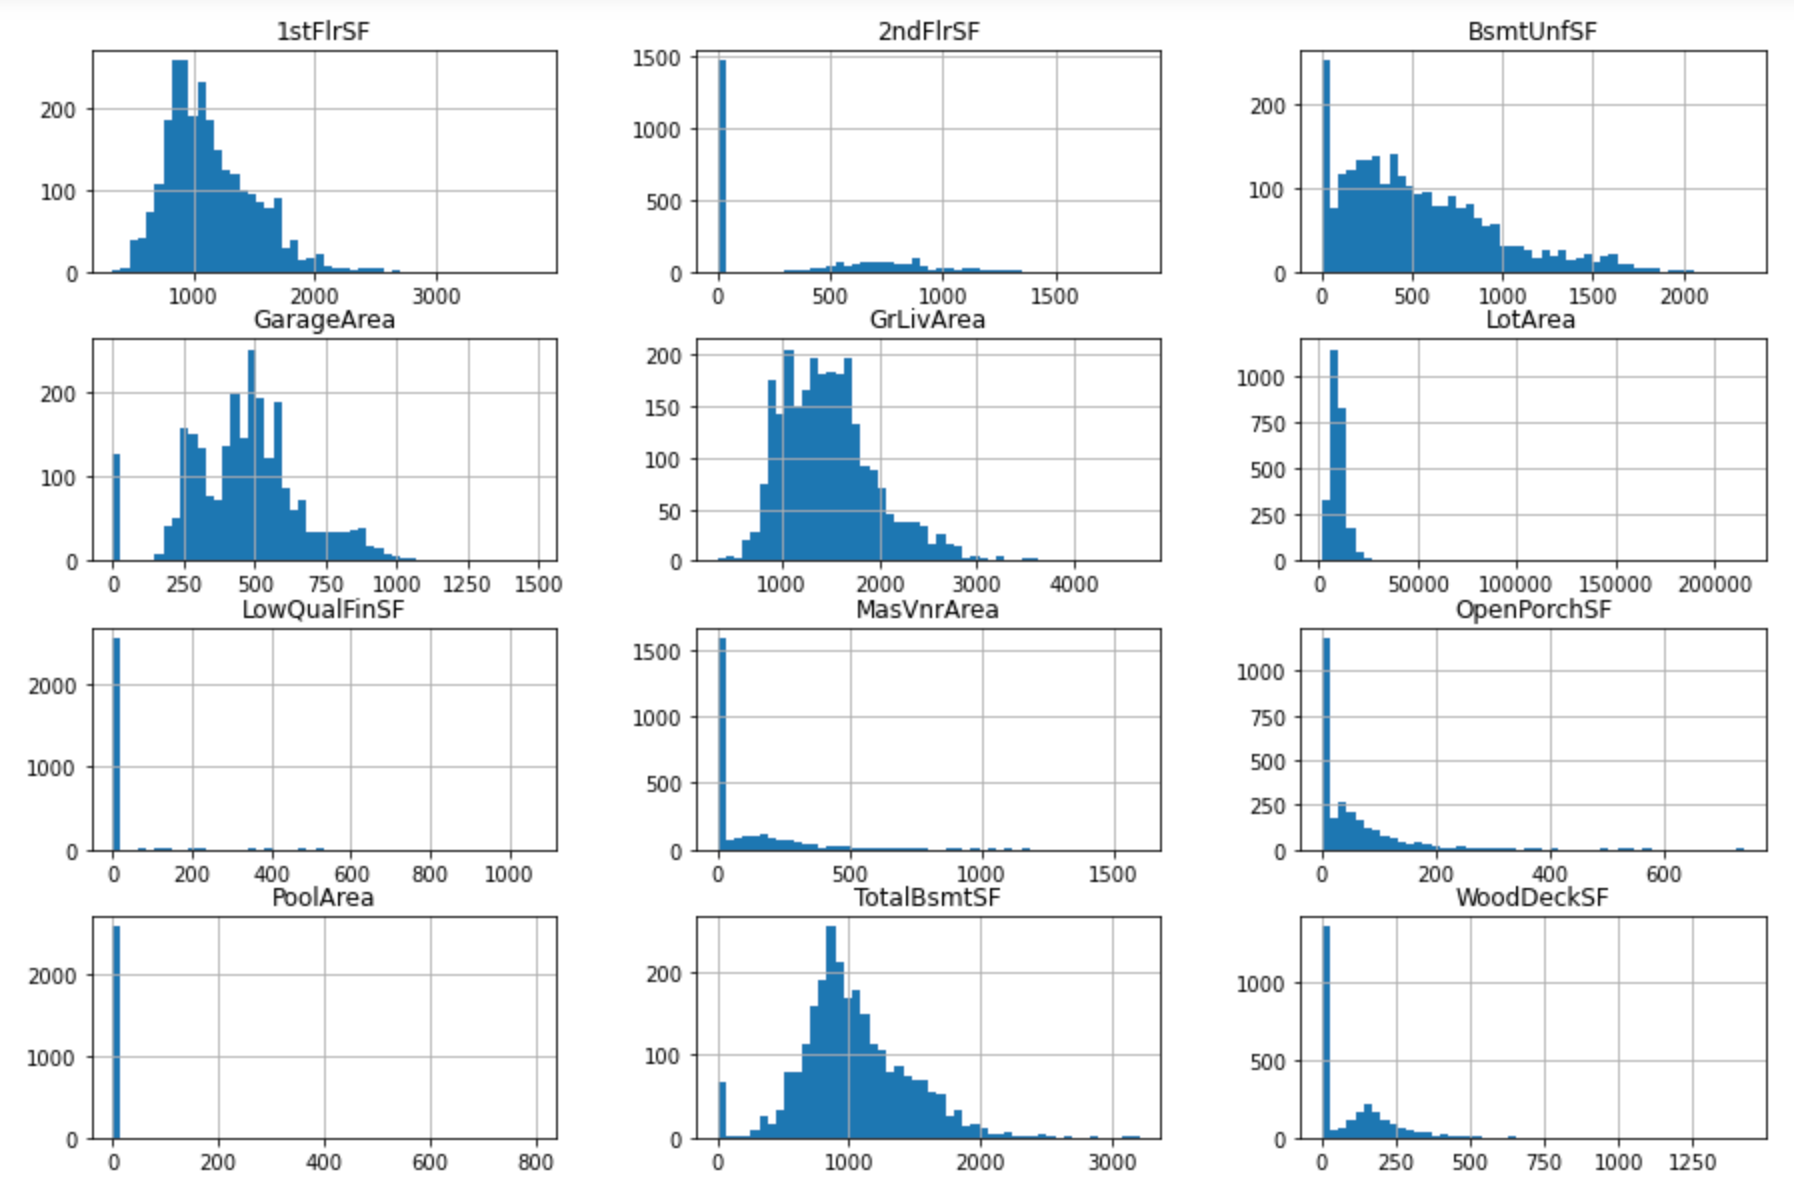 1stFlrSF
2ndFlrSF
BsmtUnfSF
200
100
0
1000 2000 3000
1500
1000
500
0
0 500 1000 1500
200
100
0
0 500 1000 1500 2000
GarageArea
GrLivArea
LotArea
200
100
0
0 250 500 750 1000 1250 1500
200
150
100
50
0
1000 2000 3000 4000
1000
750
500
250
0
0 50000 100000 150000 200000
LowQualFinSF
MasVnrArea
OpenPorchSF
2000
1000
0
0 200 400 600 800 1000
1500
1000
500
0
0 500 1000 1500
1000
750
500
250
0
0 200 400 600
PoolArea
TotalBsmtSF
WoodDeckSF
2000
1000
0
0 200 400 600 800
200
100
0
0 1000 2000 3000
1000
500
0
0 250 500 750 1000 1250